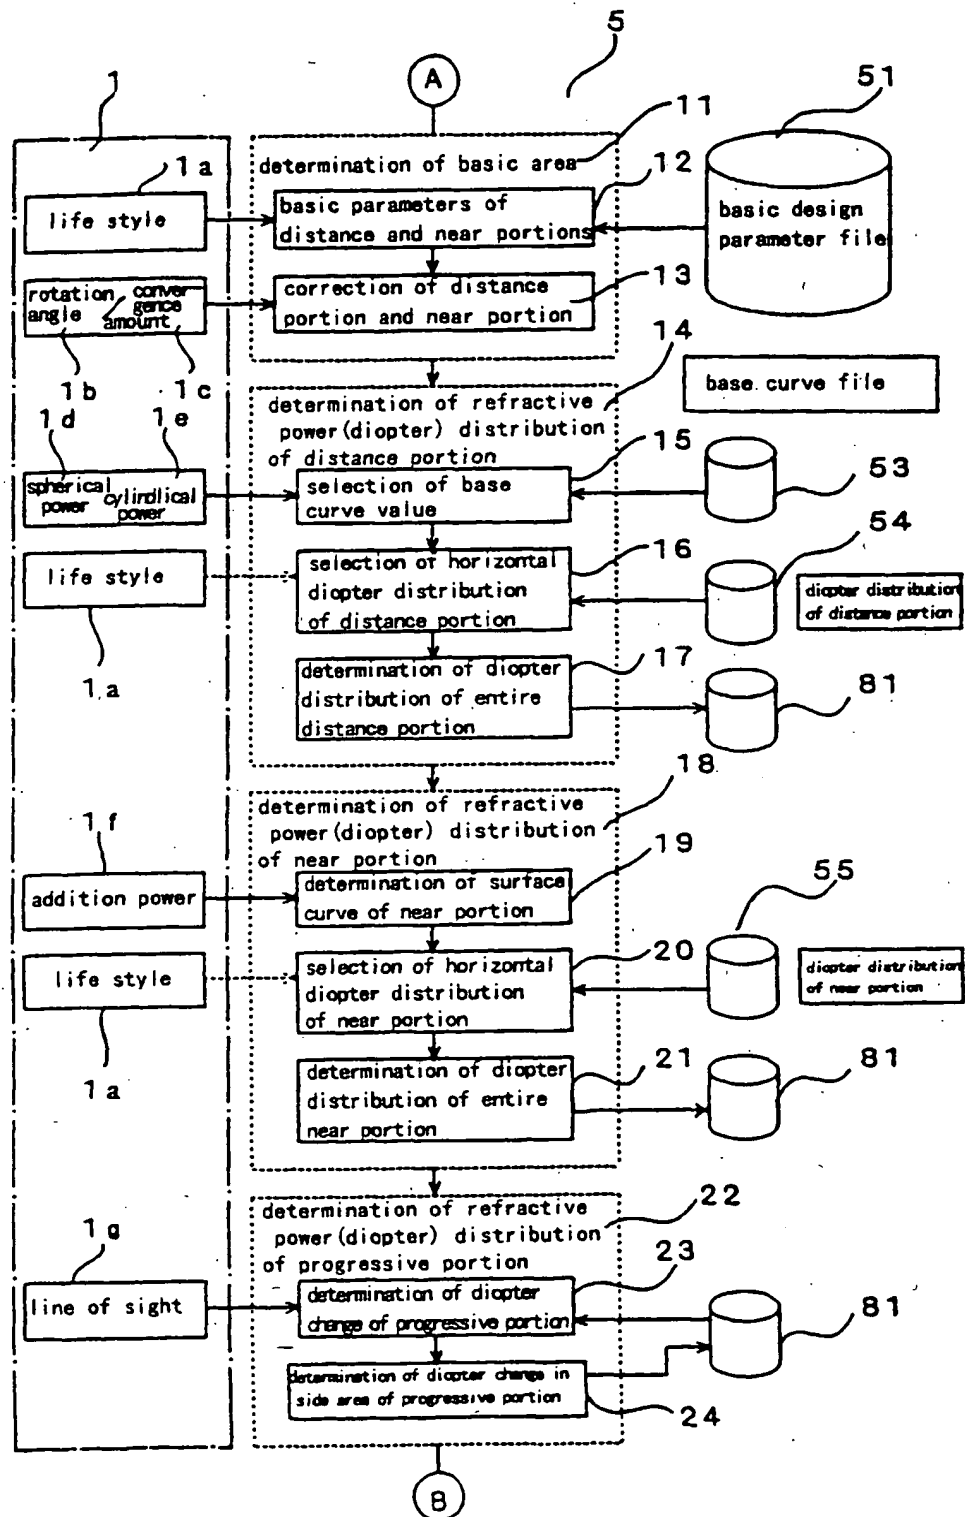 5
A
51
1
11
1a
determination of basic area
12
life style
basic parameters of
distance and near portions
basic design
parameter file
rotation
angle
conver
gence
amount
correction of distance
portion and near portion
13
14
1b
1c
base curve file
1d
1e
determination of refractive
power(diopter) distribution
of distance portion
15
spherical
power
cylindlical
power
selection of base
curve value
53
54
life style
selection of horizontal
diopter distribution
of distance portion
16
diopter distribution
of distance portion
1a
determination of diopter
distribution of entire
distance portion
17
81
18
determination of refractive
power(diopter) distribution
of near portion
1f
19
addition power
determination of surface
curve of near portion
55
life style
selection of horizontal
diopter distribution
of near portion
20
diopter distribution
of near portion
1a
determination of diopter
distribution of entire
near portion
21
81
22
determination of refractive
power(diopter) distribution
of progressive portion
1g
23
line of sight
determination of diopter
change of progressive portion
81
determination of diopter change in
side area of progressive portion
24
B